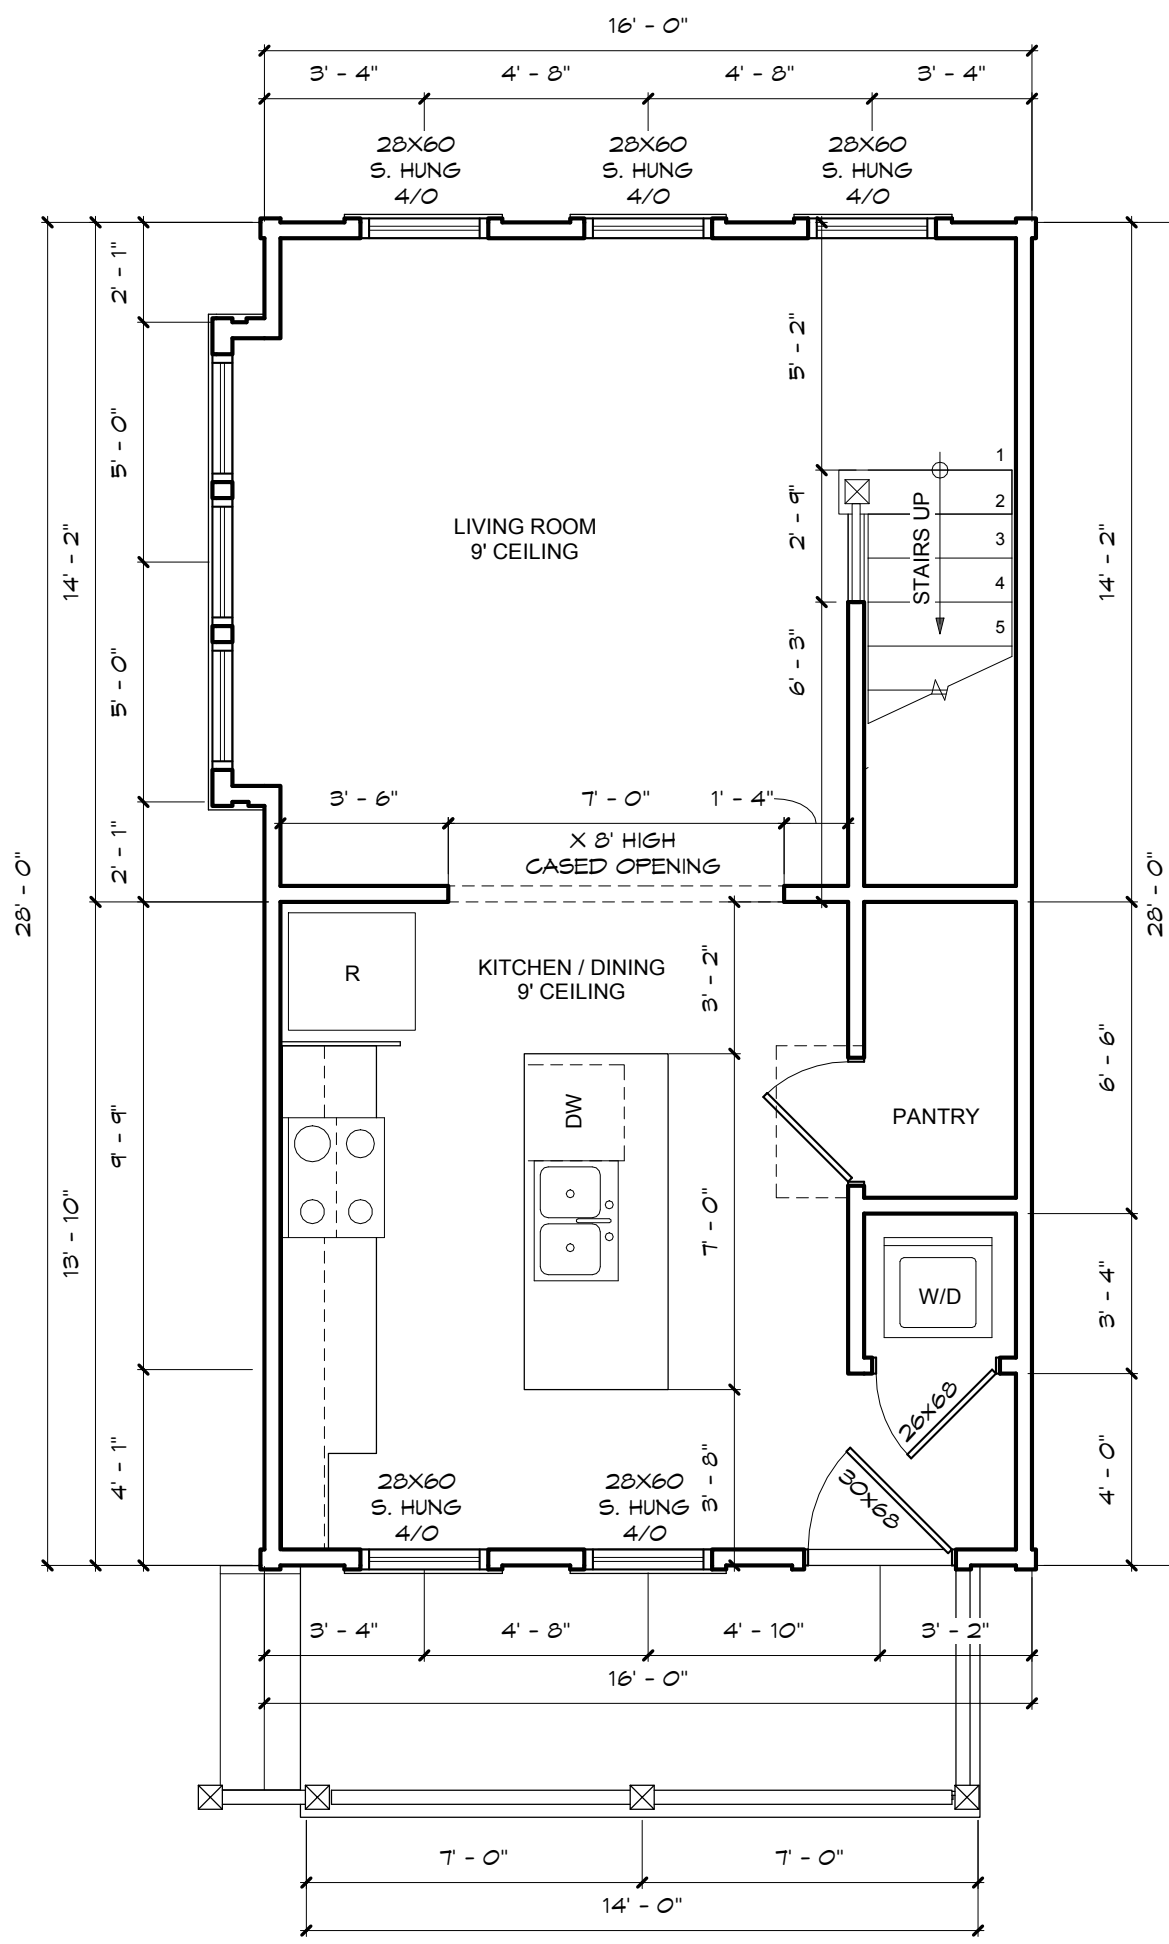 16' - 0"
3' - 4"
4' - 8"
4' - 8"
3' - 4"
28X60
S. HUNG
4/0
28X60
S. HUNG
4/0
28X60
S. HUNG
4/0
2' - 1"
5' - 2"
5' - 0"
1
2
3
4
5
STAIRS UP
2' - 9"
LIVING ROOM
9' CEILING
14' - 2"
14' - 2"
6' - 3"
5' - 0"
3' - 6"
7' - 0"
1' - 4"
X 8' HIGH
CASED OPENING
2' - 1"
28' - 0"
28' - 0"
R
KITCHEN / DINING
9' CEILING
3' - 2"
6' - 6"
DW
PANTRY
9' - 9"
13' - 10"
7' - 0"
W/D
3' - 4"
26X68
30X68
4' - 1"
3' - 8"
4' - 0"
28X60
S. HUNG
4/0
28X60
S. HUNG
4/0
3' - 4"
4' - 8"
4' - 10"
3' - 2"
16' - 0"
7' - 0"
7' - 0"
14' - 0"